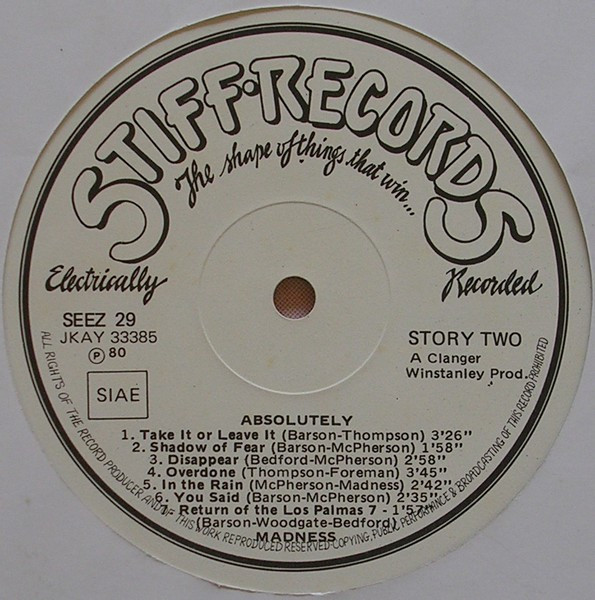 STIFF·RECORDS
The shape of things that win...
Electrically
Recorded
SEEZ 29
JKAY 33385
℗ 80
SIAE
STORY TWO
A Clanger
Winstanley Prod.
ABSOLUTELY
1. Take It or Leave It (Barson-Thompson) 3'26"
2. Shadow of Fear (Barson-McPherson) 1'58"
3. Disappear (Bedford-McPherson) 2'58"
4. Overdone (Thompson-Foreman) 3'45"
5. In the Rain (McPherson-Madness) 2'42"
6. You Said (Barson-McPherson) 2'35"
7. Return of the Los Palmas 7 - 1'57"
(Barson-Woodgate-Bedford)
MADNESS
ALL RIGHTS OF THE RECORD PRODUCER AND OF THIS WORK REPRODUCED RESERVED-COPYING, PUBLIC PERFORMANCE & BROADCASTING OF THIS RECORD PROHIBITED